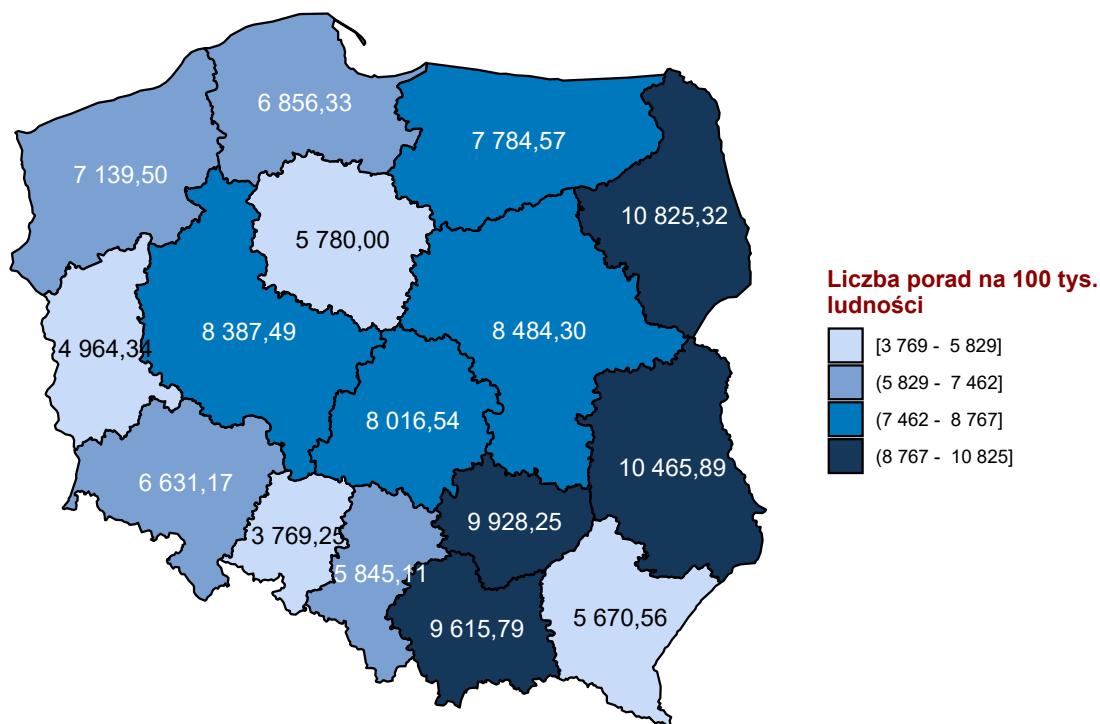 6 856,33
7 784,57
7 139,50
10 825,32
5 780,00
8 387,49
8 484,30
4 964,34
8 016,54
10 465,89
6 631,17
9 928,25
3 769,25
5 845,11
5 670,56
9 615,79
Liczba porad na 100 tys.
ludności
[3 769 - 5 829]
(5 829 - 7 462]
(7 462 - 8 767]
(8 767 - 10 825]